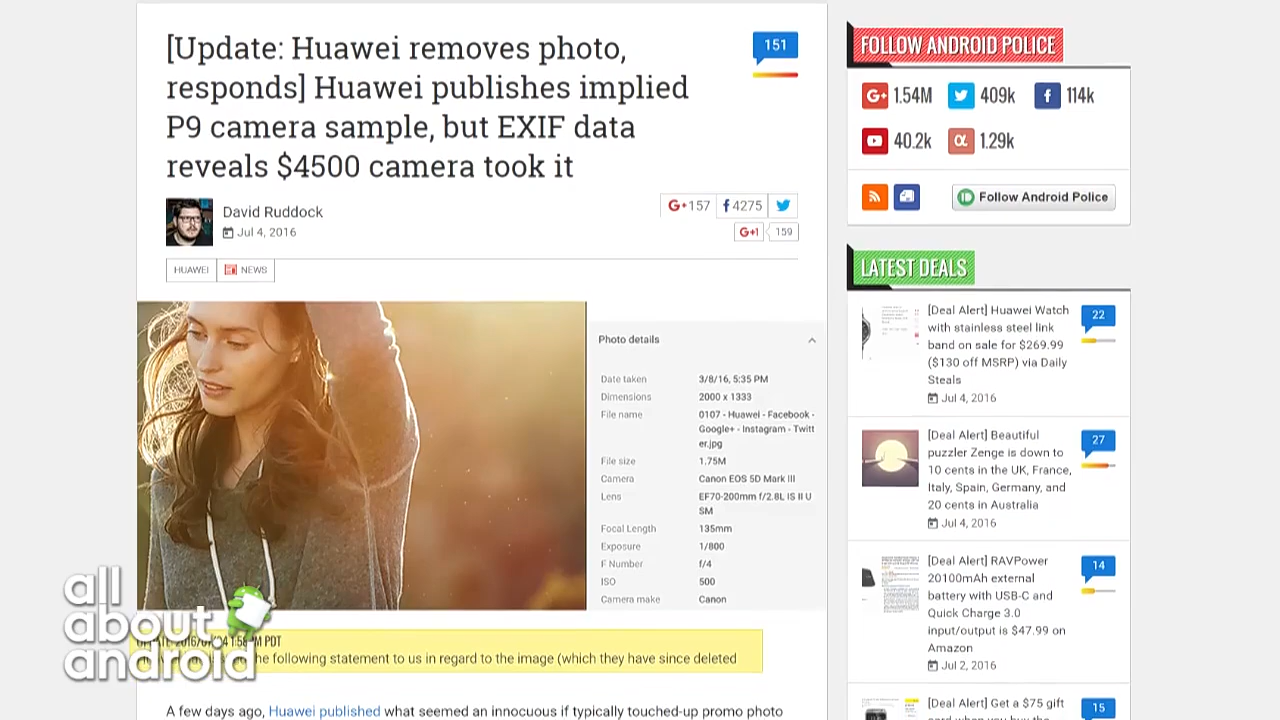 [Update: Huawei removes photo,
responds] Huawei publishes implied
P9 camera sample, but EXIF data
reveals $4500 camera took it
151
David Ruddock
Jul 4, 2016
G+ 157
f 4275
G+1 159
HUAWEI
NEWS
Photo details
Date taken 3/8/16, 5:35 PM
Dimensions 2000 x 1333
File name 0107 - Huawei - Facebook -
Google+ - Instagram - Twitt
er.jpg
File size 1.75M
Camera Canon EOS 5D Mark III
Lens EF70-200mm f/2.8L IS II U
SM
Focal Length 135mm
Exposure 1/800
F Number f/4
ISO 500
Camera make Canon
1:58 PM PDT
the following statement to us in regard to the image (which they have since deleted
A few days ago, Huawei published what seemed an innocuous if typically touched-up promo photo
all
about
android
FOLLOW ANDROID POLICE
G+ 1.54M
409k
f 114k
40.2k
α 1.29k
Follow Android Police
LATEST DEALS
[Deal Alert] Huawei Watch
with stainless steel link
band on sale for $269.99
($130 off MSRP) via Daily
Steals
Jul 4, 2016
22
[Deal Alert] Beautiful
puzzler Zenge is down to
10 cents in the UK, France,
Italy, Spain, Germany, and
20 cents in Australia
Jul 4, 2016
27
[Deal Alert] RAVPower
20100mAh external
battery with USB-C and
Quick Charge 3.0
input/output is $47.99 on
Amazon
Jul 2, 2016
14
[Deal Alert] Get a $75 gift
card when you buy the
15